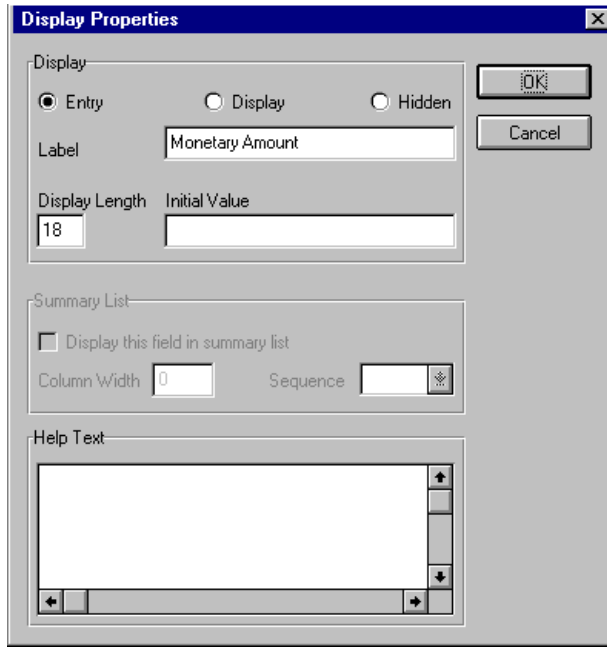 Display Properties
Display
Entry Display Hidden
OK
Cancel
Label Monetary Amount
Display Length Initial Value
18
Summary List
Display this field in summary list
Column Width 0 Sequence
Help Text